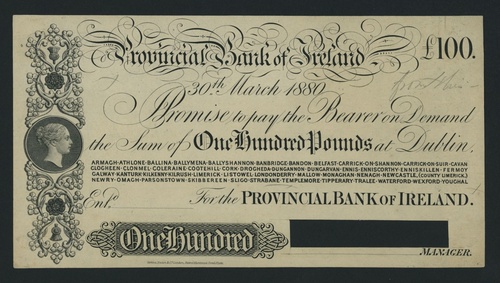 Provincial Bank of Ireland £100.
30th March 1880
Promise to pay the Bearer on Demand
the Sum of One Hundred Pounds at Dublin,
ARMAGH-ATHLONE-BALLINA-BALLYMENA-BALLYSHANNON-BANBRIDGE-BANDON-BELFAST-CARRICK ON SHANNON-CARRICK ON SUIR-CAVAN
CLOGHEEN-CLONMEL-COLERAINE-COOTEHILL-CORK-DROGHEDA-DUNGANNON-DUNGARVAN-ENNIS-ENNISCORTHY-ENNISKILLEN-FERMOY
GALWAY-KANTURK-KILKENNY-KILRUSH-LIMERICK-LISTOWEL-LONDONDERRY-MALLOW-MONAGHAN-NENAGH-NEWCASTLE, (COUNTY LIMERICK,)
NEWRY-OMAGH-PARSONSTOWN-SKIBBEREEN-SLIGO-STRABANE-TEMPLEMORE-TIPPERARY-TRALEE-WATERFORD-WEXFORD-YOUGHAL
Entd. For the PROVINCIAL BANK OF IRELAND.
One Hundred
MANAGER.